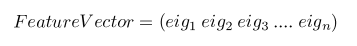 FeatureVector = (eig₁ eig₂ eig₃ .... eigₙ)